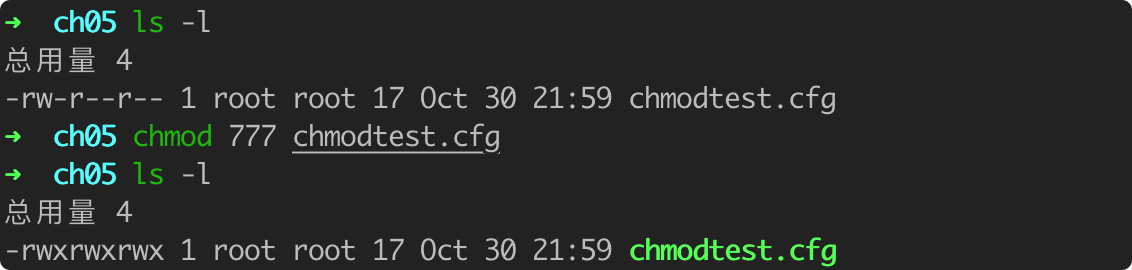 ➜ ch05 ls -l
总用量 4
-rw-r--r-- 1 root root 17 Oct 30 21:59 chmodtest.cfg
➜ ch05 chmod 777 chmodtest.cfg
➜ ch05 ls -l
总用量 4
-rwxrwxrwx 1 root root 17 Oct 30 21:59 chmodtest.cfg